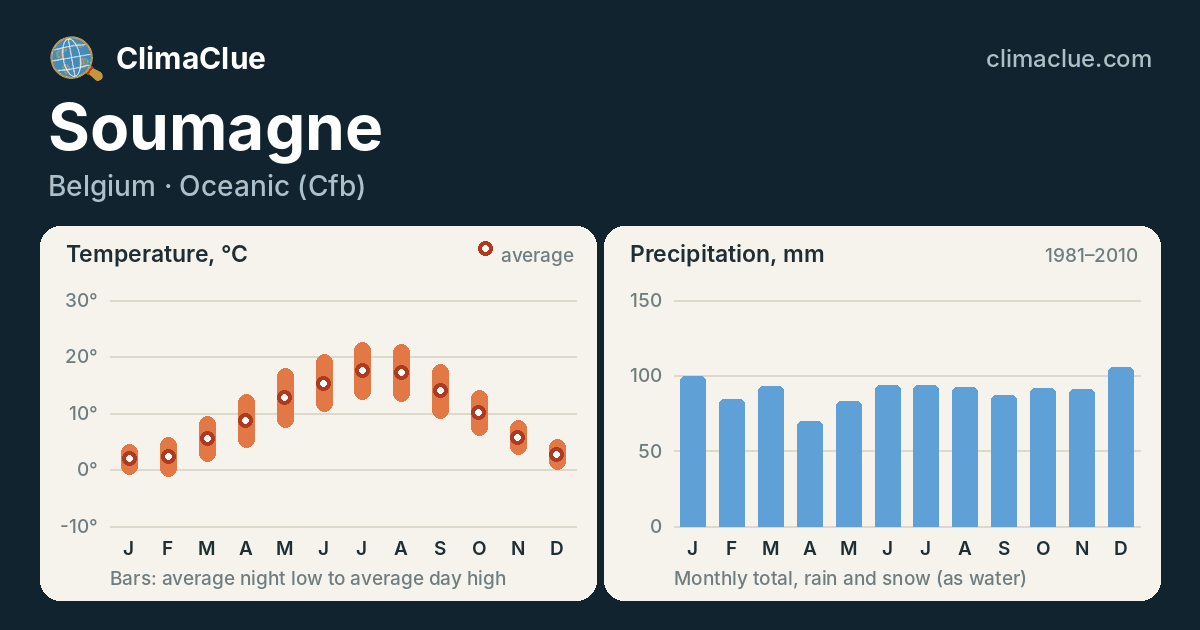 ClimaClue
climaclue.com
Soumagne
Belgium · Oceanic (Cfb)
Temperature, °C
average
30°
20°
10°
0°
-10°
J F M A M J J A S O N D
Bars: average night low to average day high
Precipitation, mm
1981–2010
150
100
50
0
J F M A M J J A S O N D
Monthly total, rain and snow (as water)